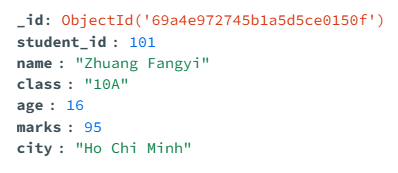 _id: ObjectId('69a4e972745b1a5d5ce0150f')
student_id : 101
name : "Zhuang Fangyi"
class : "10A"
age : 16
marks : 95
city : "Ho Chi Minh"